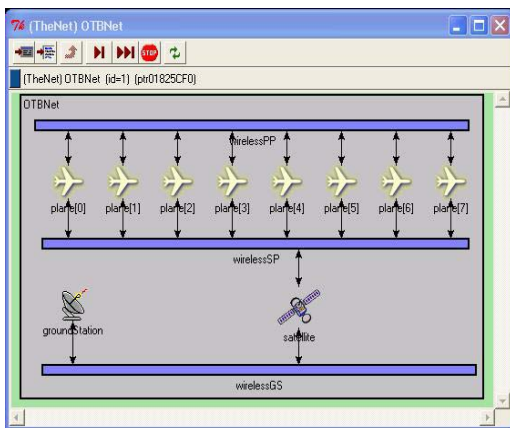 (TheNet) OTBNet
STOP
(TheNet) OTBNet (id=1) (ptr01825CF0)
OTBNet
wirelessPP
plane[0] plane[1] plane[2] plane[3] plane[4] plane[5] plane[6] plane[7]
wirelessSP
groundStation satellite
wirelessGS